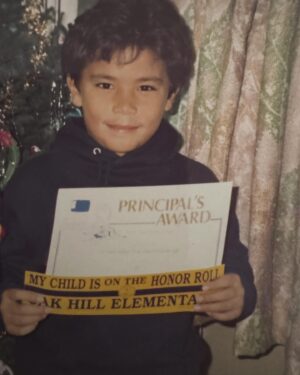 PRINCIPAL'S
AWARD
MY CHILD IS ON THE HONOR ROLL
AK HILL ELEMENTA